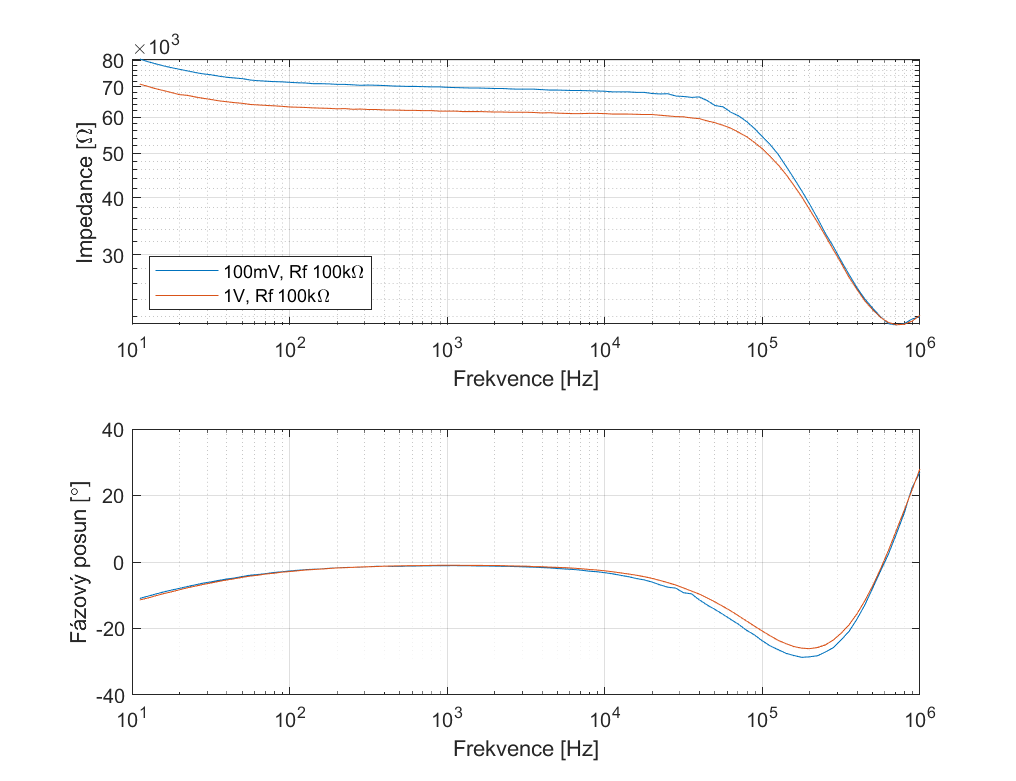 ×10³
80
70
60
50
40
30
Impedance [Ω]
100mV, Rf 100kΩ
1V, Rf 100kΩ
10¹ 10² 10³ 10⁴ 10⁵ 10⁶
Frekvence [Hz]
40
20
0
-20
-40
Fázový posun [°]
10¹ 10² 10³ 10⁴ 10⁵ 10⁶
Frekvence [Hz]